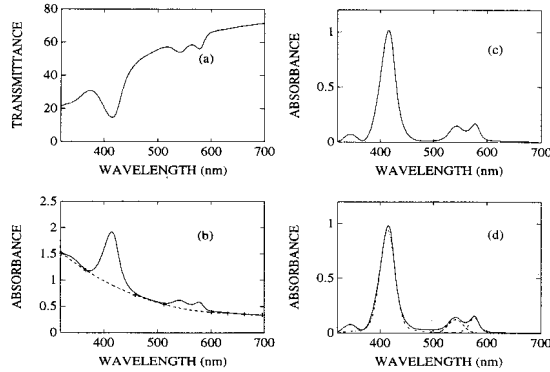 80
60
40
20
0
TRANSMITTANCE
(a)
400 500 600 700
WAVELENGTH (nm)
1
0.5
0
ABSORBANCE
(c)
400 500 600 700
WAVELENGTH (nm)
2.5
2
1.5
1
0.5
0
ABSORBANCE
(b)
400 500 600 700
WAVELENGTH (nm)
1
0.5
0
ABSORBANCE
(d)
400 500 600 700
WAVELENGTH (nm)